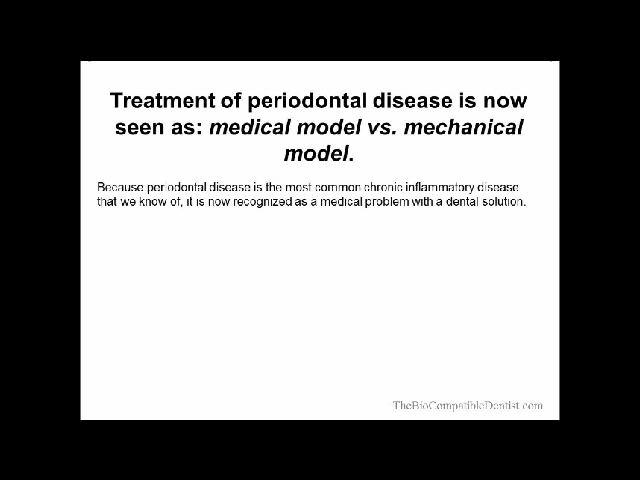 Treatment of periodontal disease is now
seen as: medical model vs. mechanical
model.
Because periodontal disease is the most common chronic inflammatory disease
that we know of, it is now recognized as a medical problem with a dental solution.
TheBioCompatibleDentist.com